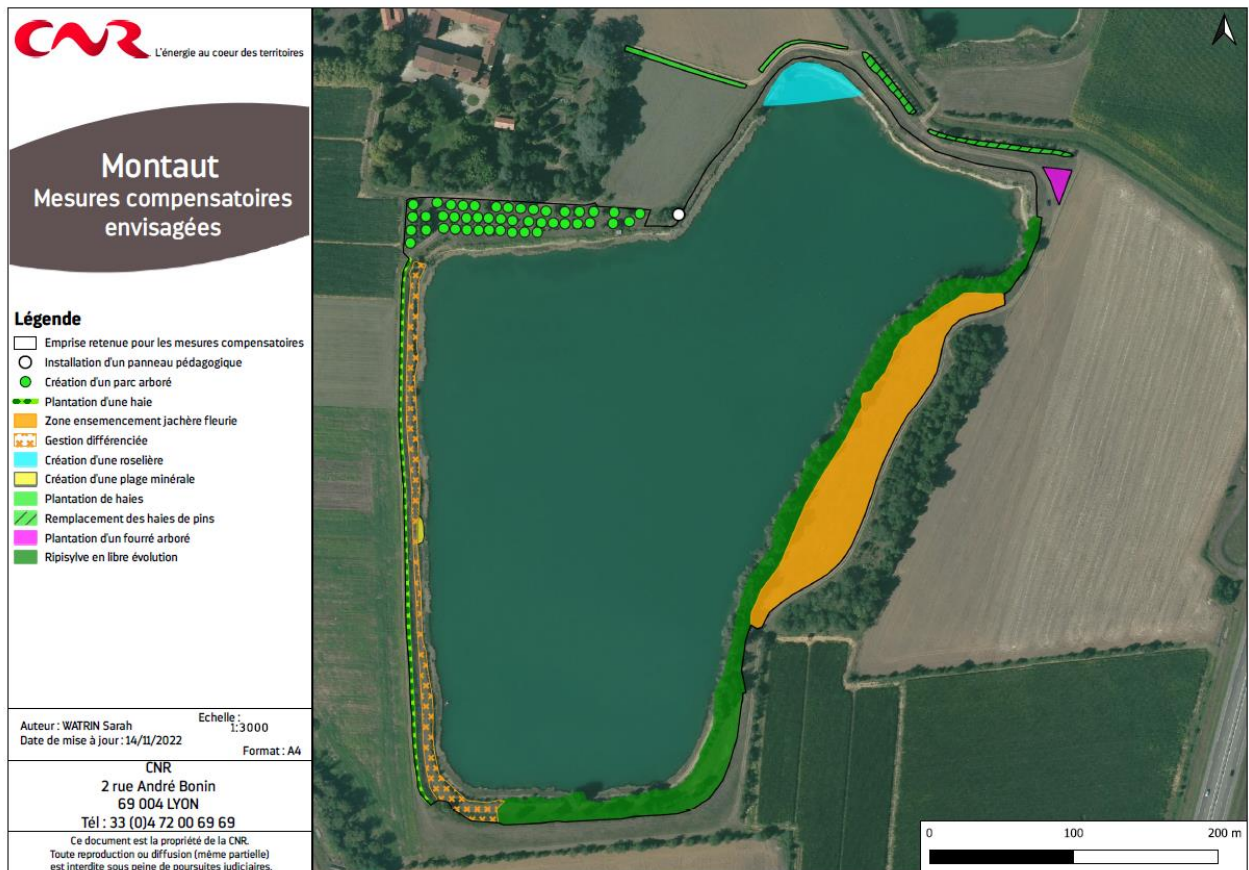 CNR
L'énergie au coeur des territoires
Montaut
Mesures compensatoires
envisagées
Légende
Emprise retenue pour les mesures compensatoires
Installation d'un panneau pédagogique
Création d'un parc arboré
Plantation d'une haie
Zone ensemencement jachère fleurie
Gestion différenciée
Création d'une roselière
Création d'une plage minérale
Plantation de haies
Remplacement des haies de pins
Plantation d'un fourré arboré
Ripisylve en libre évolution
Auteur : WATRIN Sarah
Date de mise à jour : 14/11/2022
Echelle :
1:3000
Format : A4
CNR
2 rue André Bonin
69 004 LYON
Tél : 33 (0)4 72 00 69 69
Ce document est la propriété de la CNR.
Toute reproduction ou diffusion (même partielle)
est interdite sous peine de poursuites judiciaires.
0 100 200 m